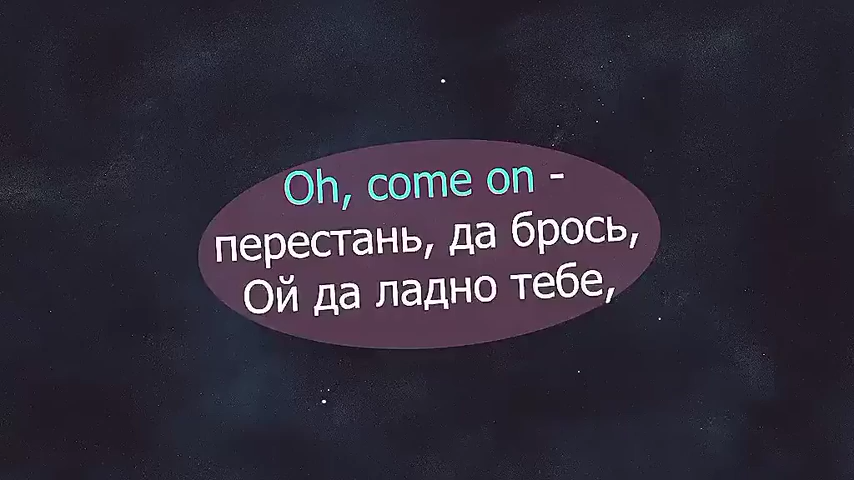 Oh, come on -
перестань, да брось,
Ой да ладно тебе,